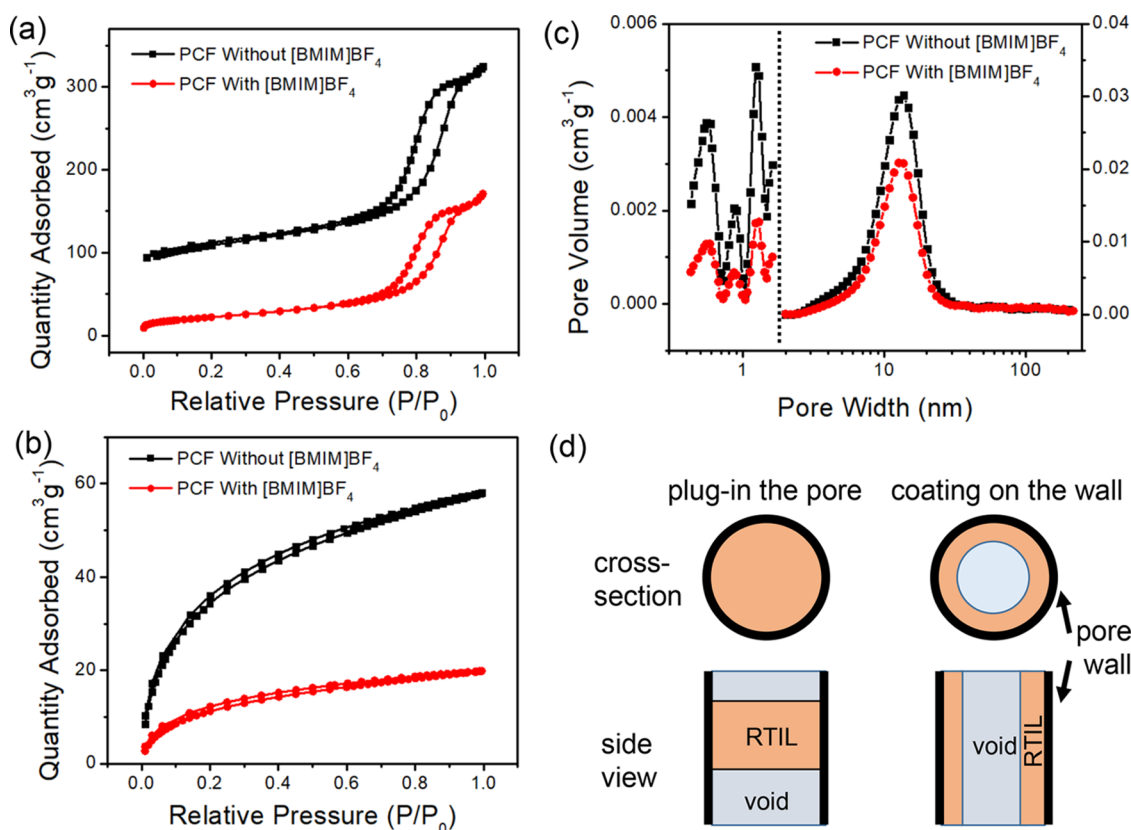 (a)
PCF Without [BMIM]BF4
PCF With [BMIM]BF4
Quantity Adsorbed (cm3g-1)
300
200
100
0
0.0 0.2 0.4 0.6 0.8 1.0
Relative Pressure (P/P0)
(b)
PCF Without [BMIM]BF4
PCF With [BMIM]BF4
Quantity Adsorbed (cm3g-1)
60
40
20
0
0.0 0.2 0.4 0.6 0.8 1.0
Relative Pressure (P/P0)
(c)
PCF Without [BMIM]BF4
PCF With [BMIM]BF4
Pore Volume (cm3g-1)
0.006
0.004
0.002
0.000
0.04
0.03
0.02
0.01
0.00
1 10 100
Pore Width (nm)
(d)
plug-in the pore
coating on the wall
cross-
section
pore
wall
side
view
RTIL
void
void
RTIL